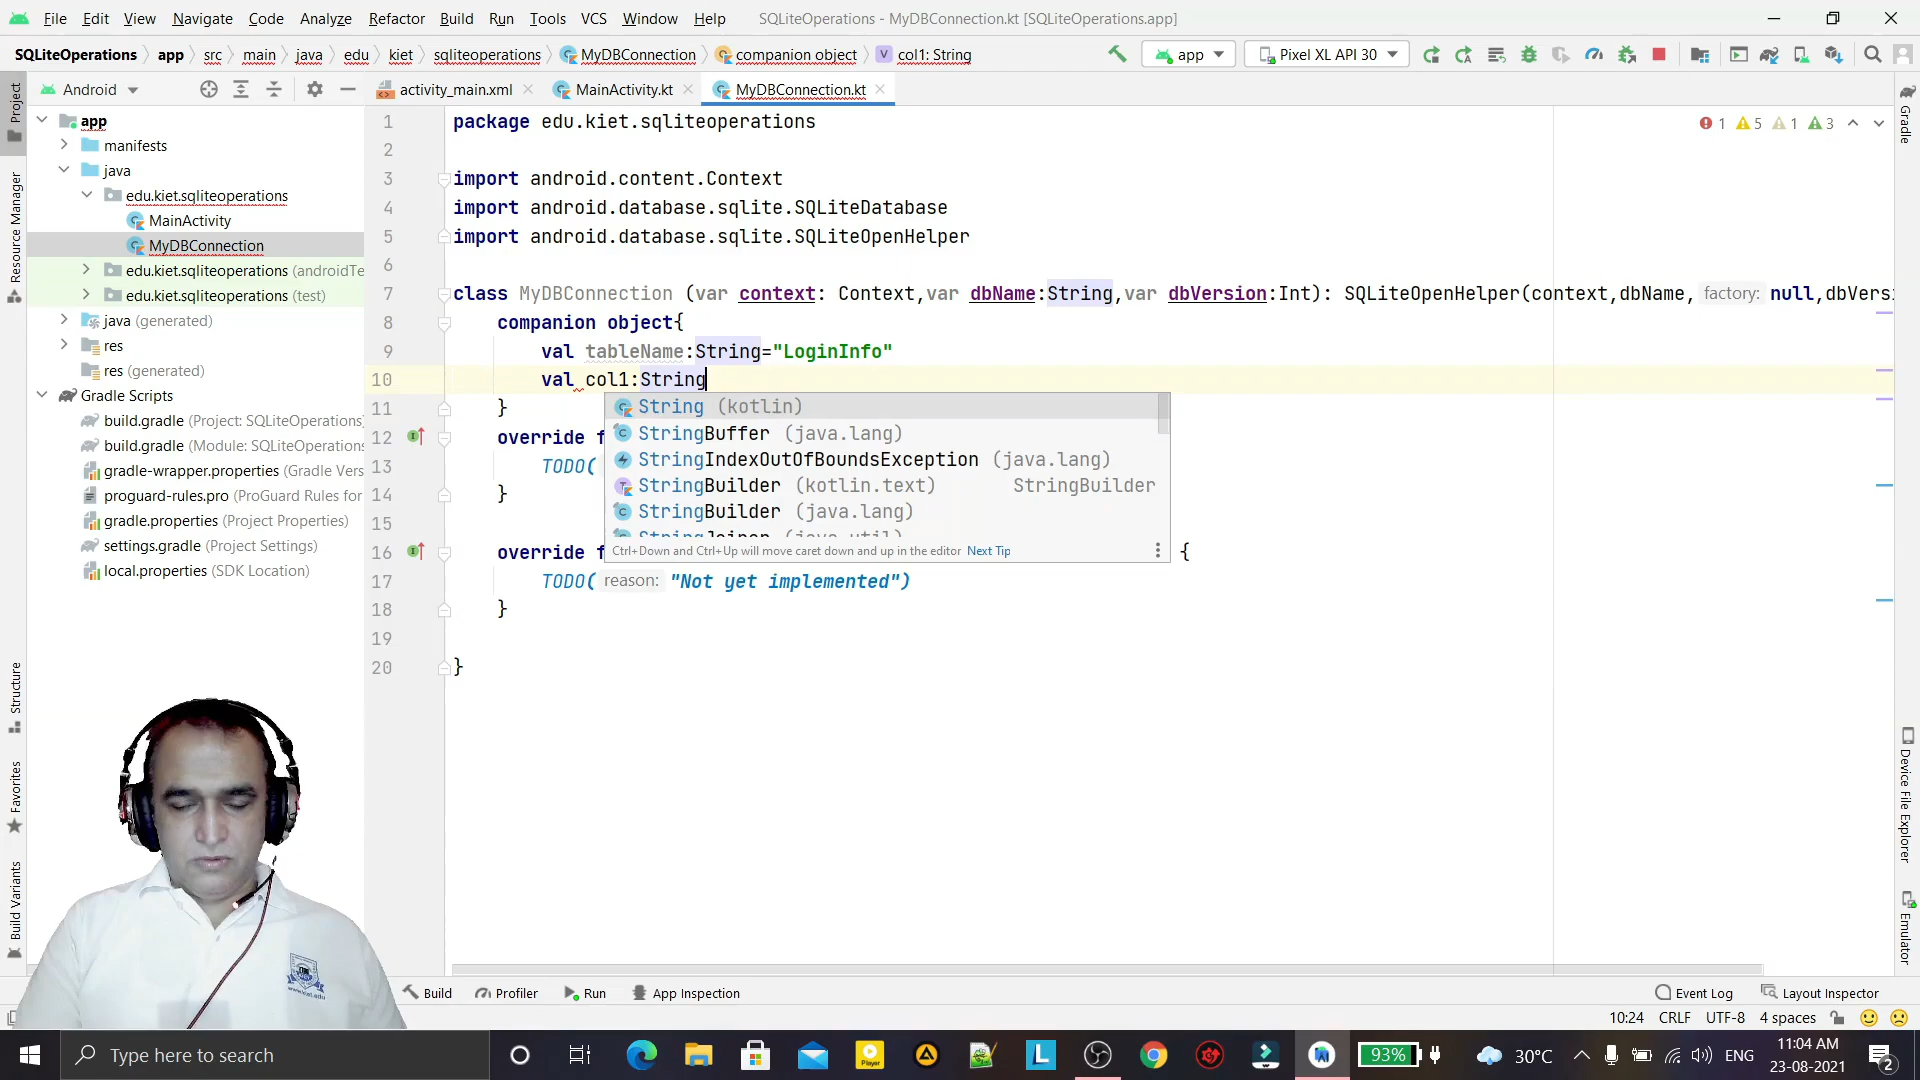 File Edit View Navigate Code Analyze Refactor Build Run Tools VCS Window Help SQLiteOperations - MyDBConnection.kt [SQLiteOperations.app]
SQLiteOperations app src main java edu kiet sqliteoperations MyDBConnection companion object col1: String app Pixel XL API 30
Android activity_main.xml MainActivity.kt MyDBConnection.kt
Project
Resource Manager
Structure
Favorites
Build Variants
app
manifests
java
edu.kiet.sqliteoperations
MainActivity
MyDBConnection
edu.kiet.sqliteoperations (androidTe
edu.kiet.sqliteoperations (test)
java (generated)
res
res (generated)
Gradle Scripts
build.gradle (Project: SQLiteOperations
build.gradle (Module: SQLiteOperations
gradle-wrapper.properties (Gradle Vers
proguard-rules.pro (ProGuard Rules for
gradle.properties (Project Properties)
settings.gradle (Project Settings)
local.properties (SDK Location)
1 package edu.kiet.sqliteoperations
1 5 1 3
2
3 import android.content.Context
4 import android.database.sqlite.SQLiteDatabase
5 import android.database.sqlite.SQLiteOpenHelper
6
7 class MyDBConnection (var context: Context,var dbName:String,var dbVersion:Int): SQLiteOpenHelper(context,dbName, factory: null,dbVersi
8 companion object{
9 val tableName:String="LoginInfo"
10 val col1:String
11 }
12 override f
13 TODO(
14 }
15
16 override f {
17 TODO( reason: "Not yet implemented")
18 }
19
20 }
String (kotlin)
StringBuffer (java.lang)
StringIndexOutOfBoundsException (java.lang)
StringBuilder (kotlin.text) StringBuilder
StringBuilder (java.lang)
StringJoiner (java.util)
Ctrl+Down and Ctrl+Up will move caret down and up in the editor Next Tip
Gradle
Device File Explorer
Emulator
www.kiet.edu
Build Profiler Run App Inspection Event Log Layout Inspector
10:24 CRLF UTF-8 4 spaces
Type here to search
Player
L
93% 30°C ENG
11:04 AM
23-08-2021
2